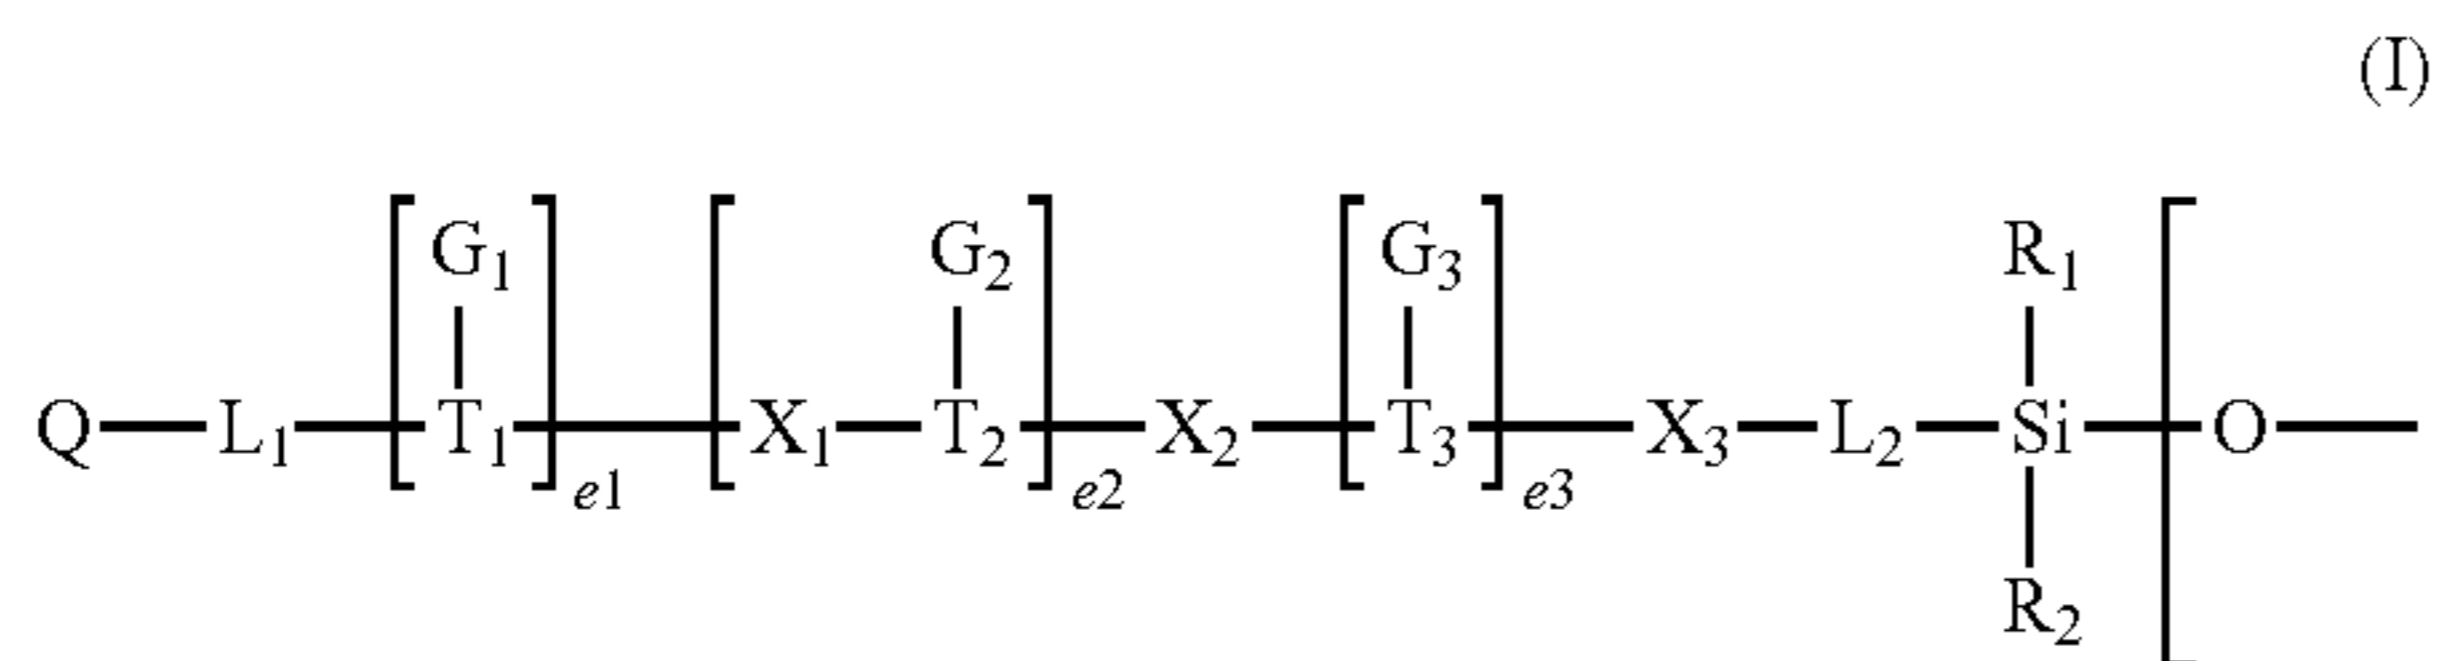 (I)
G₁ G₂ G₃ R₁
Q—L₁—[T₁]ₑ₁—[X₁—T₂]ₑ₂—X₂—[T₃]ₑ₃—X₃—L₂—Si—[O—
R₂